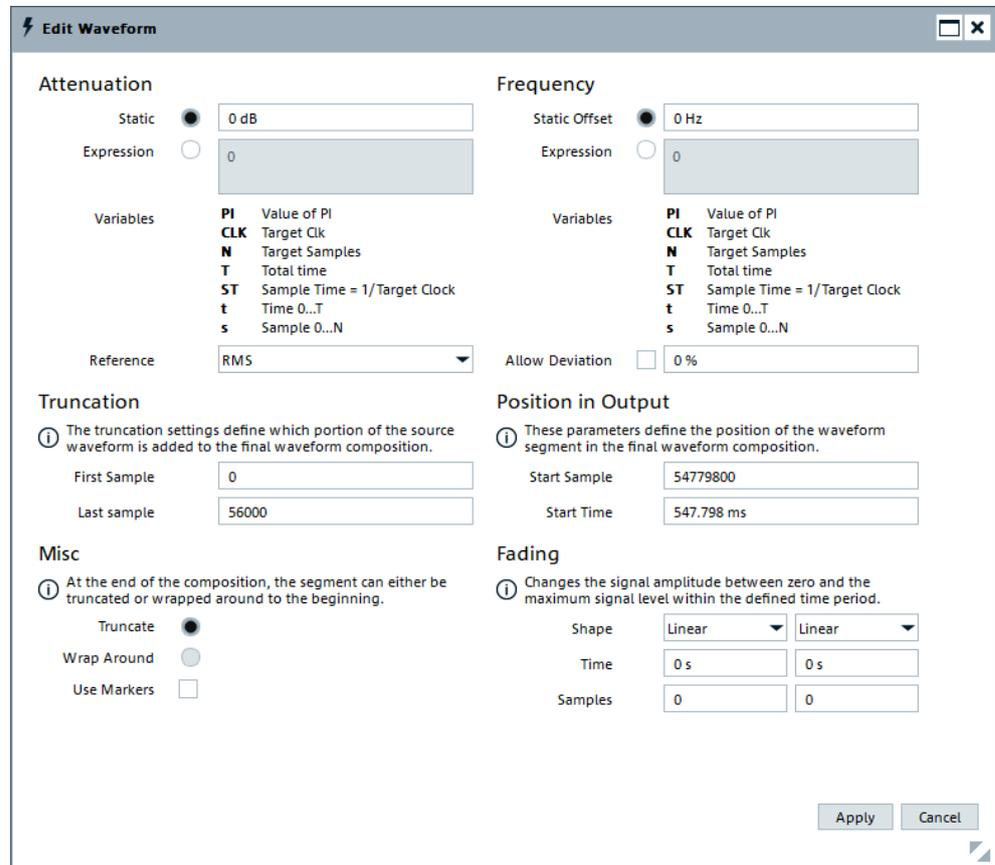 Edit Waveform
Attenuation
Static 0 dB
Expression 0
Variables PI Value of PI
CLK Target Clk
N Target Samples
T Total time
ST Sample Time = 1/Target Clock
t Time 0...T
s Sample 0...N
Reference RMS
Frequency
Static Offset 0 Hz
Expression 0
Variables PI Value of PI
CLK Target Clk
N Target Samples
T Total time
ST Sample Time = 1/Target Clock
t Time 0...T
s Sample 0...N
Allow Deviation 0 %
Truncation
The truncation settings define which portion of the source
waveform is added to the final waveform composition.
First Sample 0
Last sample 56000
Position in Output
These parameters define the position of the waveform
segment in the final waveform composition.
Start Sample 54779800
Start Time 547.798 ms
Misc
At the end of the composition, the segment can either be
truncated or wrapped around to the beginning.
Truncate
Wrap Around
Use Markers
Fading
Changes the signal amplitude between zero and the
maximum signal level within the defined time period.
Shape Linear Linear
Time 0 s 0 s
Samples 0 0
Apply Cancel